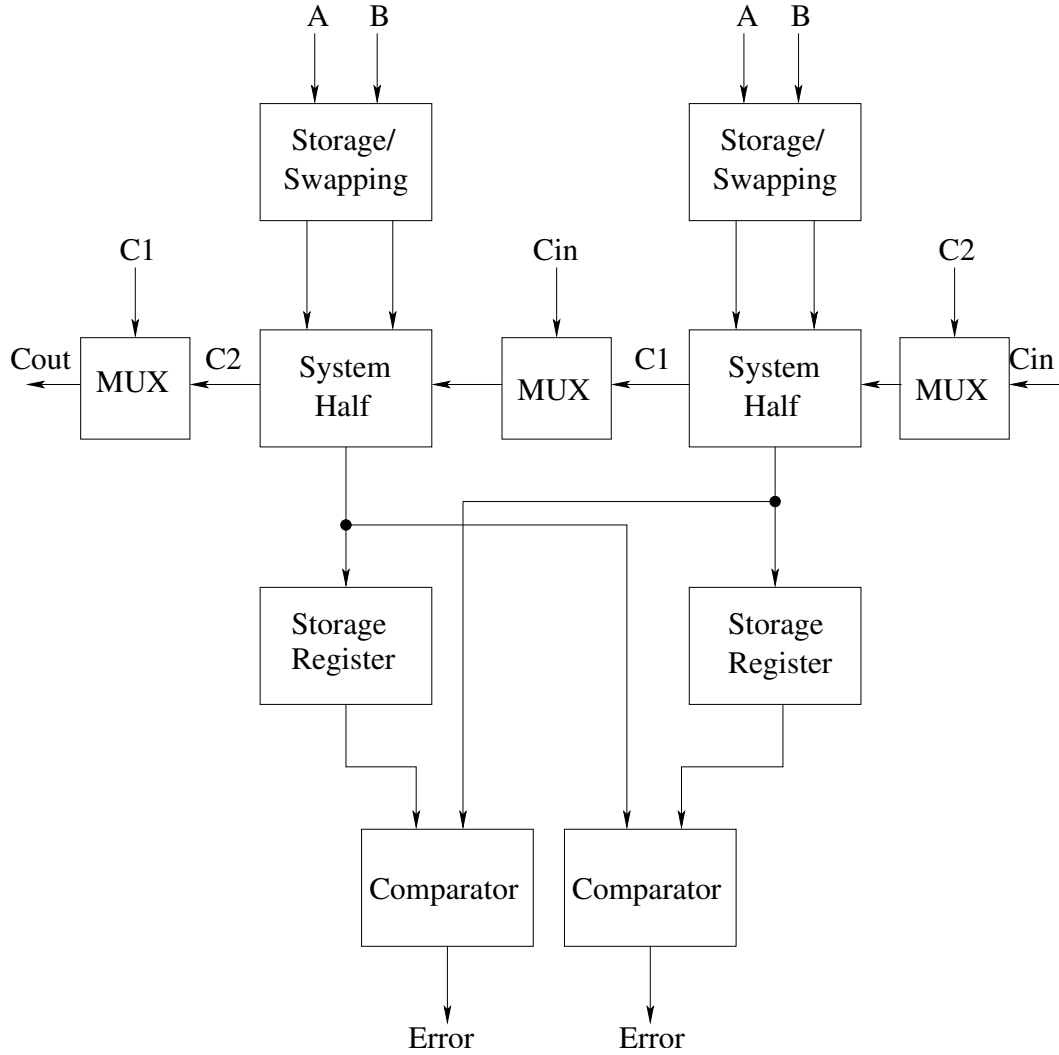 A B A B
Storage/
Swapping
Storage/
Swapping
C1 Cin C2
Cout
MUX
C2
System
Half
MUX
C1
System
Half
MUX
Cin
Storage
Register
Storage
Register
Comparator
Comparator
Error
Error